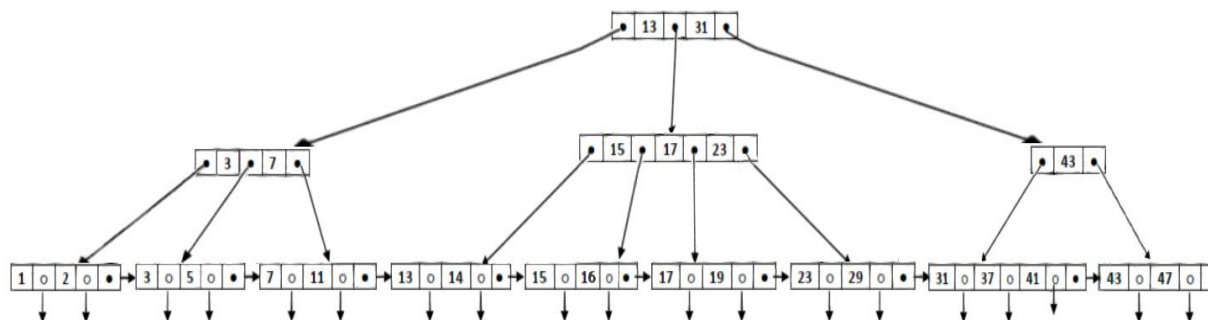 13 31
3 7
15 17 23
43
1 o 2 o
3 o 5 o
7 o 11 o
13 o 14 o
15 o 16 o
17 o 19 o
23 o 29 o
31 o 37 o 41 o
43 o 47 o